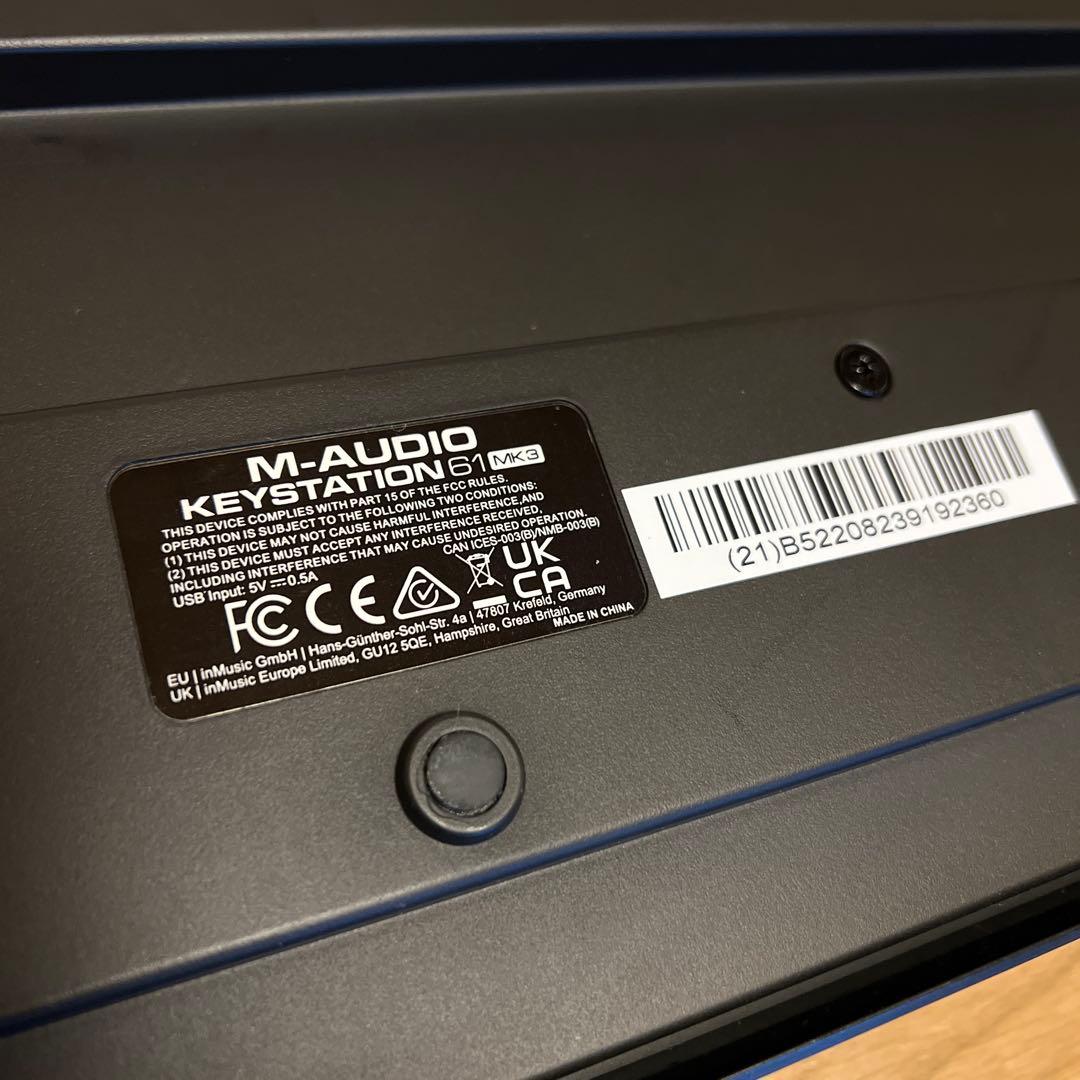 M-AUDIO
KEYSTATION 61 MK3
THIS DEVICE COMPLIES WITH PART 15 OF THE FCC RULES.
OPERATION IS SUBJECT TO THE FOLLOWING TWO CONDITIONS:
(1) THIS DEVICE MAY NOT CAUSE HARMFUL INTERFERENCE, AND
(2) THIS DEVICE MUST ACCEPT ANY INTERFERENCE RECEIVED,
INCLUDING INTERFERENCE THAT MAY CAUSE UNDESIRED OPERATION.
USB Input: 5V ⎓ 0.5A
CAN ICES-003(B)/NMB-003(B)
FC CE UK
CA
EU | inMusic GmbH | Hans-Günther-Sohl-Str. 4a | 47807 Krefeld, Germany
UK | inMusic Europe Limited, GU12 5QE, Hampshire, Great Britain
MADE IN CHINA
(21)B52208239192360